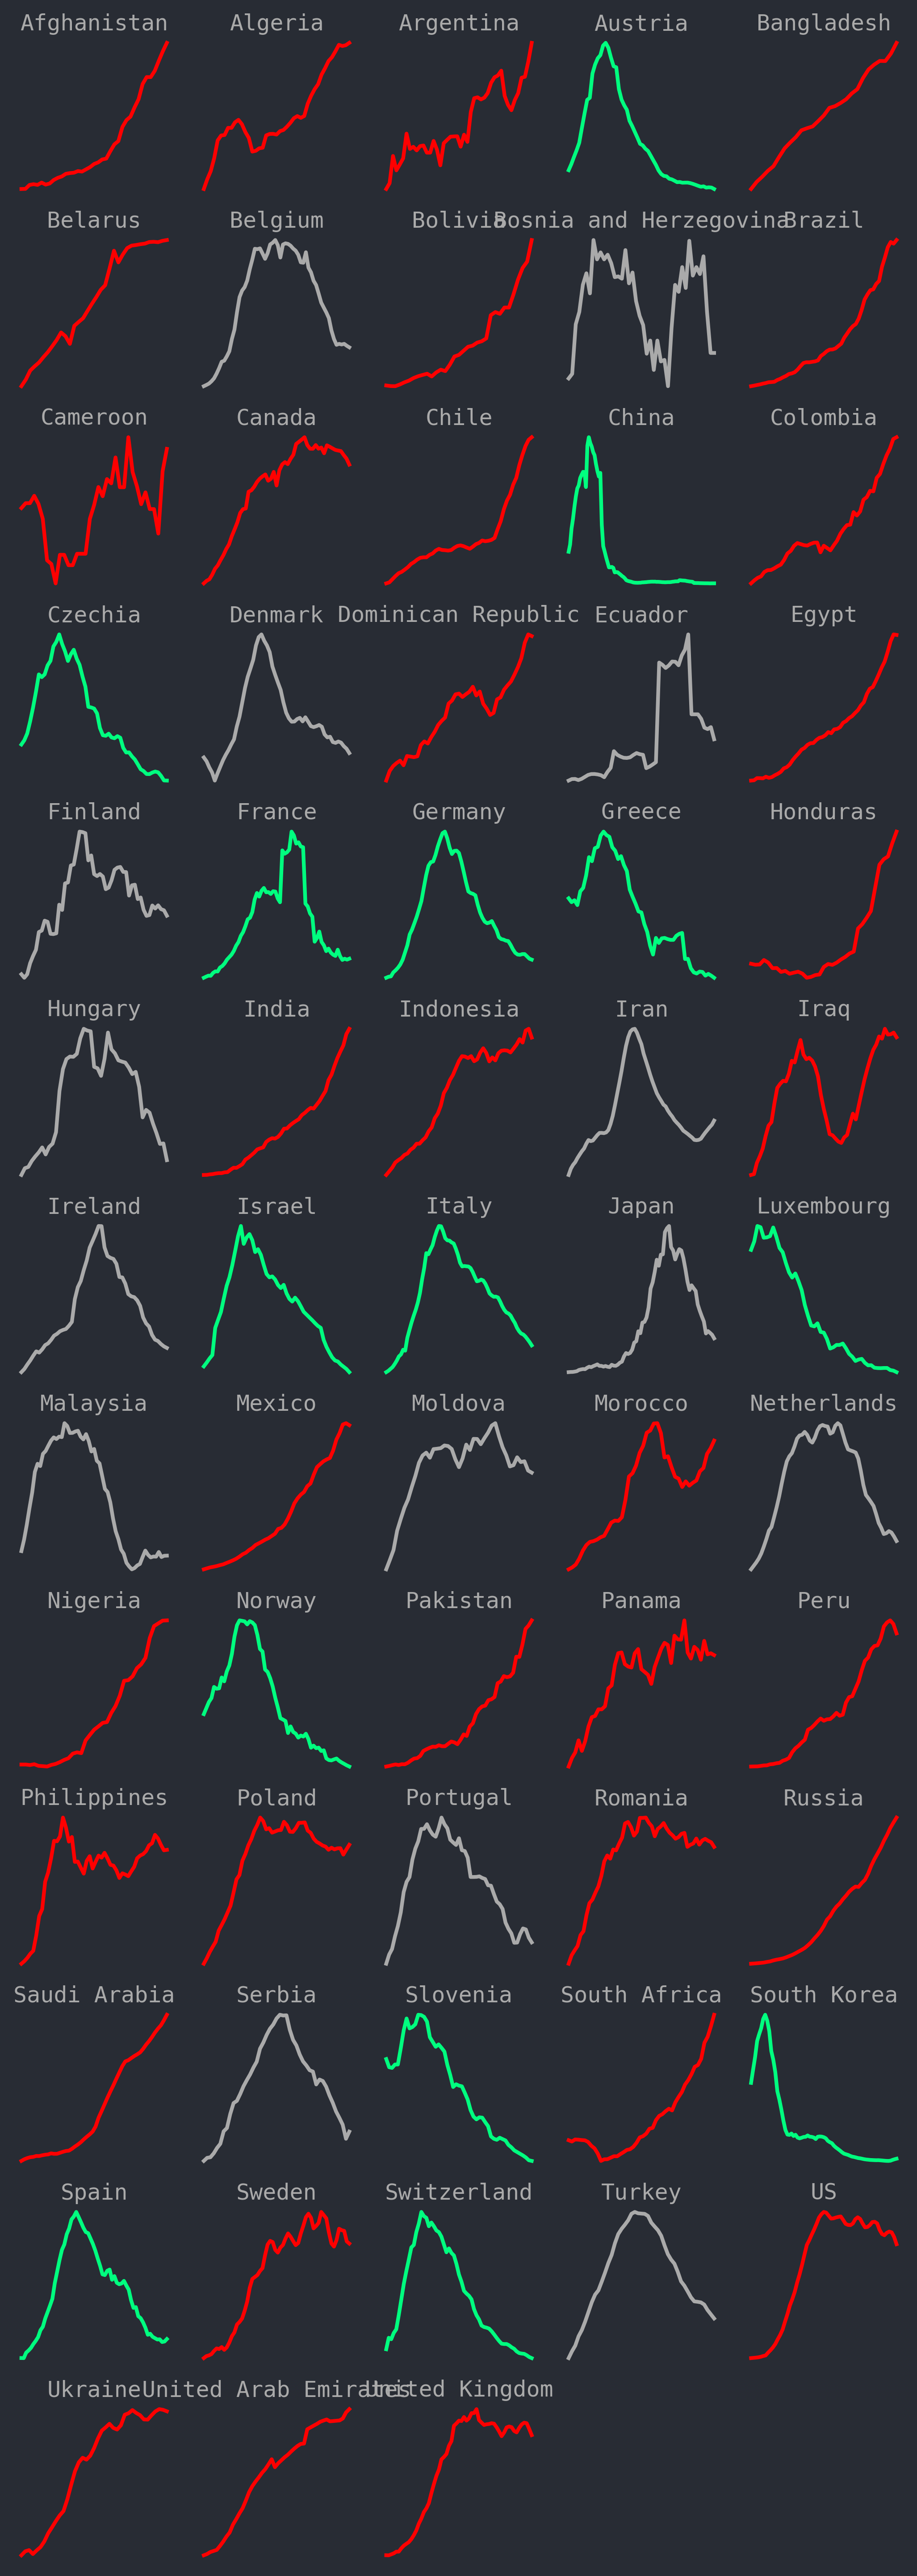 Afghanistan Algeria Argentina Austria Bangladesh
Belarus Belgium Bolivia Bosnia and Herzegovina Brazil
Cameroon Canada Chile China Colombia
Czechia Denmark Dominican Republic Ecuador Egypt
Finland France Germany Greece Honduras
Hungary India Indonesia Iran Iraq
Ireland Israel Italy Japan Luxembourg
Malaysia Mexico Moldova Morocco Netherlands
Nigeria Norway Pakistan Panama Peru
Philippines Poland Portugal Romania Russia
Saudi Arabia Serbia Slovenia South Africa South Korea
Spain Sweden Switzerland Turkey US
Ukraine United Arab Emirates United Kingdom